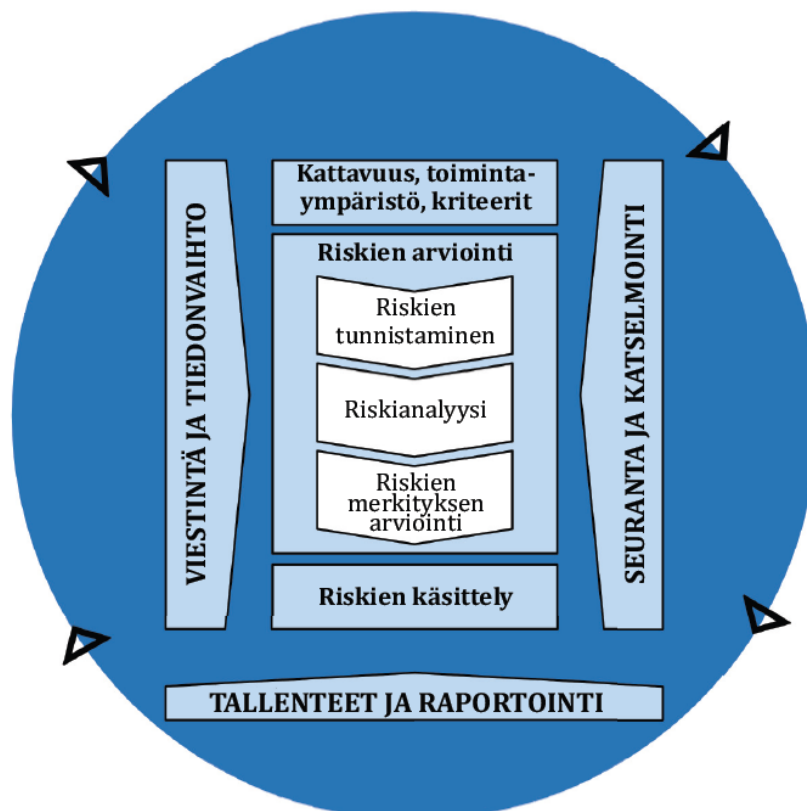 Kattavuus, toiminta-
ympäristö, kriteerit
Riskien arviointi
Riskien
tunnistaminen
Riskianalyysi
Riskien
merkityksen
arviointi
Riskien käsittely
VIESTINTÄ JA TIEDONVAIHTO
SEURANTA JA KATSELMOINTI
TALLENTEET JA RAPORTOINTI